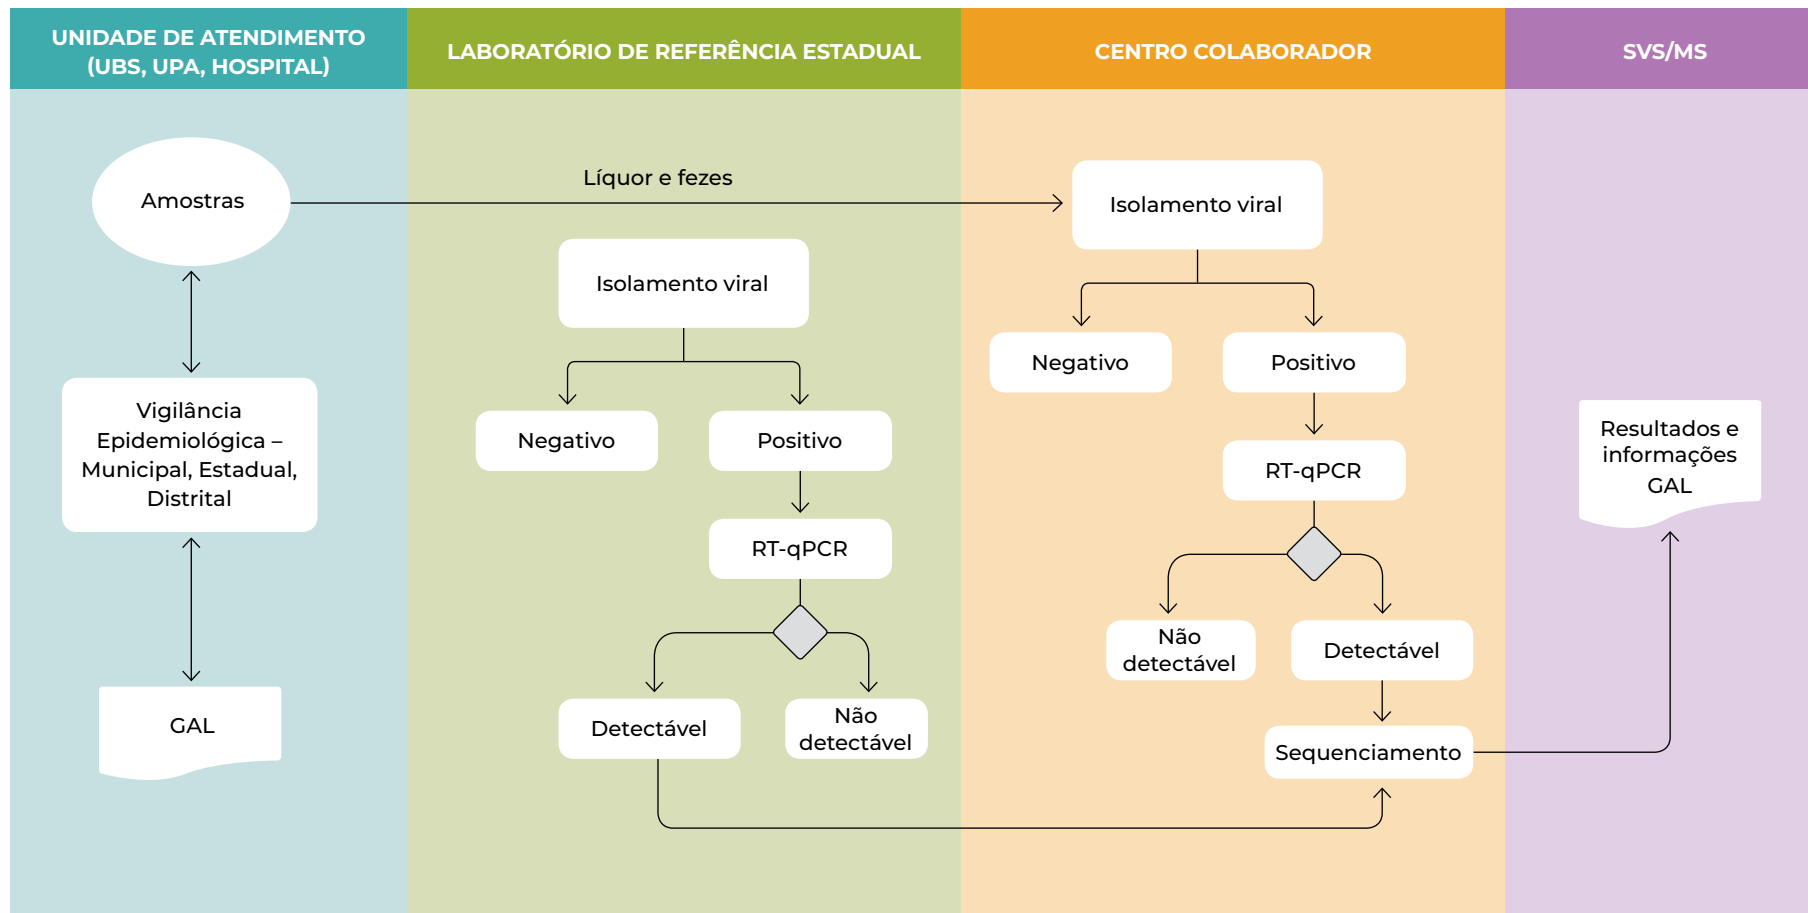 UNIDADE DE ATENDIMENTO
(UBS, UPA, HOSPITAL)
LABORATÓRIO DE REFERÊNCIA ESTADUAL
CENTRO COLABORADOR
SVS/MS
Amostras
Vigilância
Epidemiológica –
Municipal, Estadual,
Distrital
GAL
Líquor e fezes
Isolamento viral
Negativo
Positivo
RT-qPCR
Detectável
Não
detectável
Isolamento viral
Negativo
Positivo
RT-qPCR
Não
detectável
Detectável
Sequenciamento
Resultados e
informações
GAL